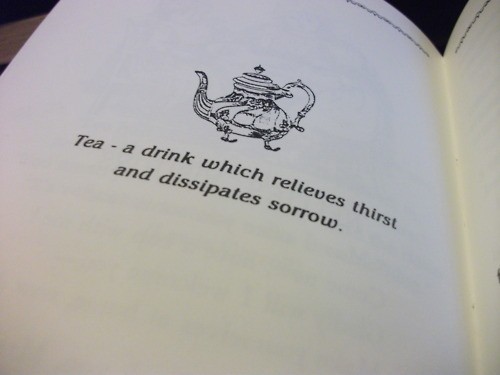 Tea - a drink which relieves thirst
and dissipates sorrow.